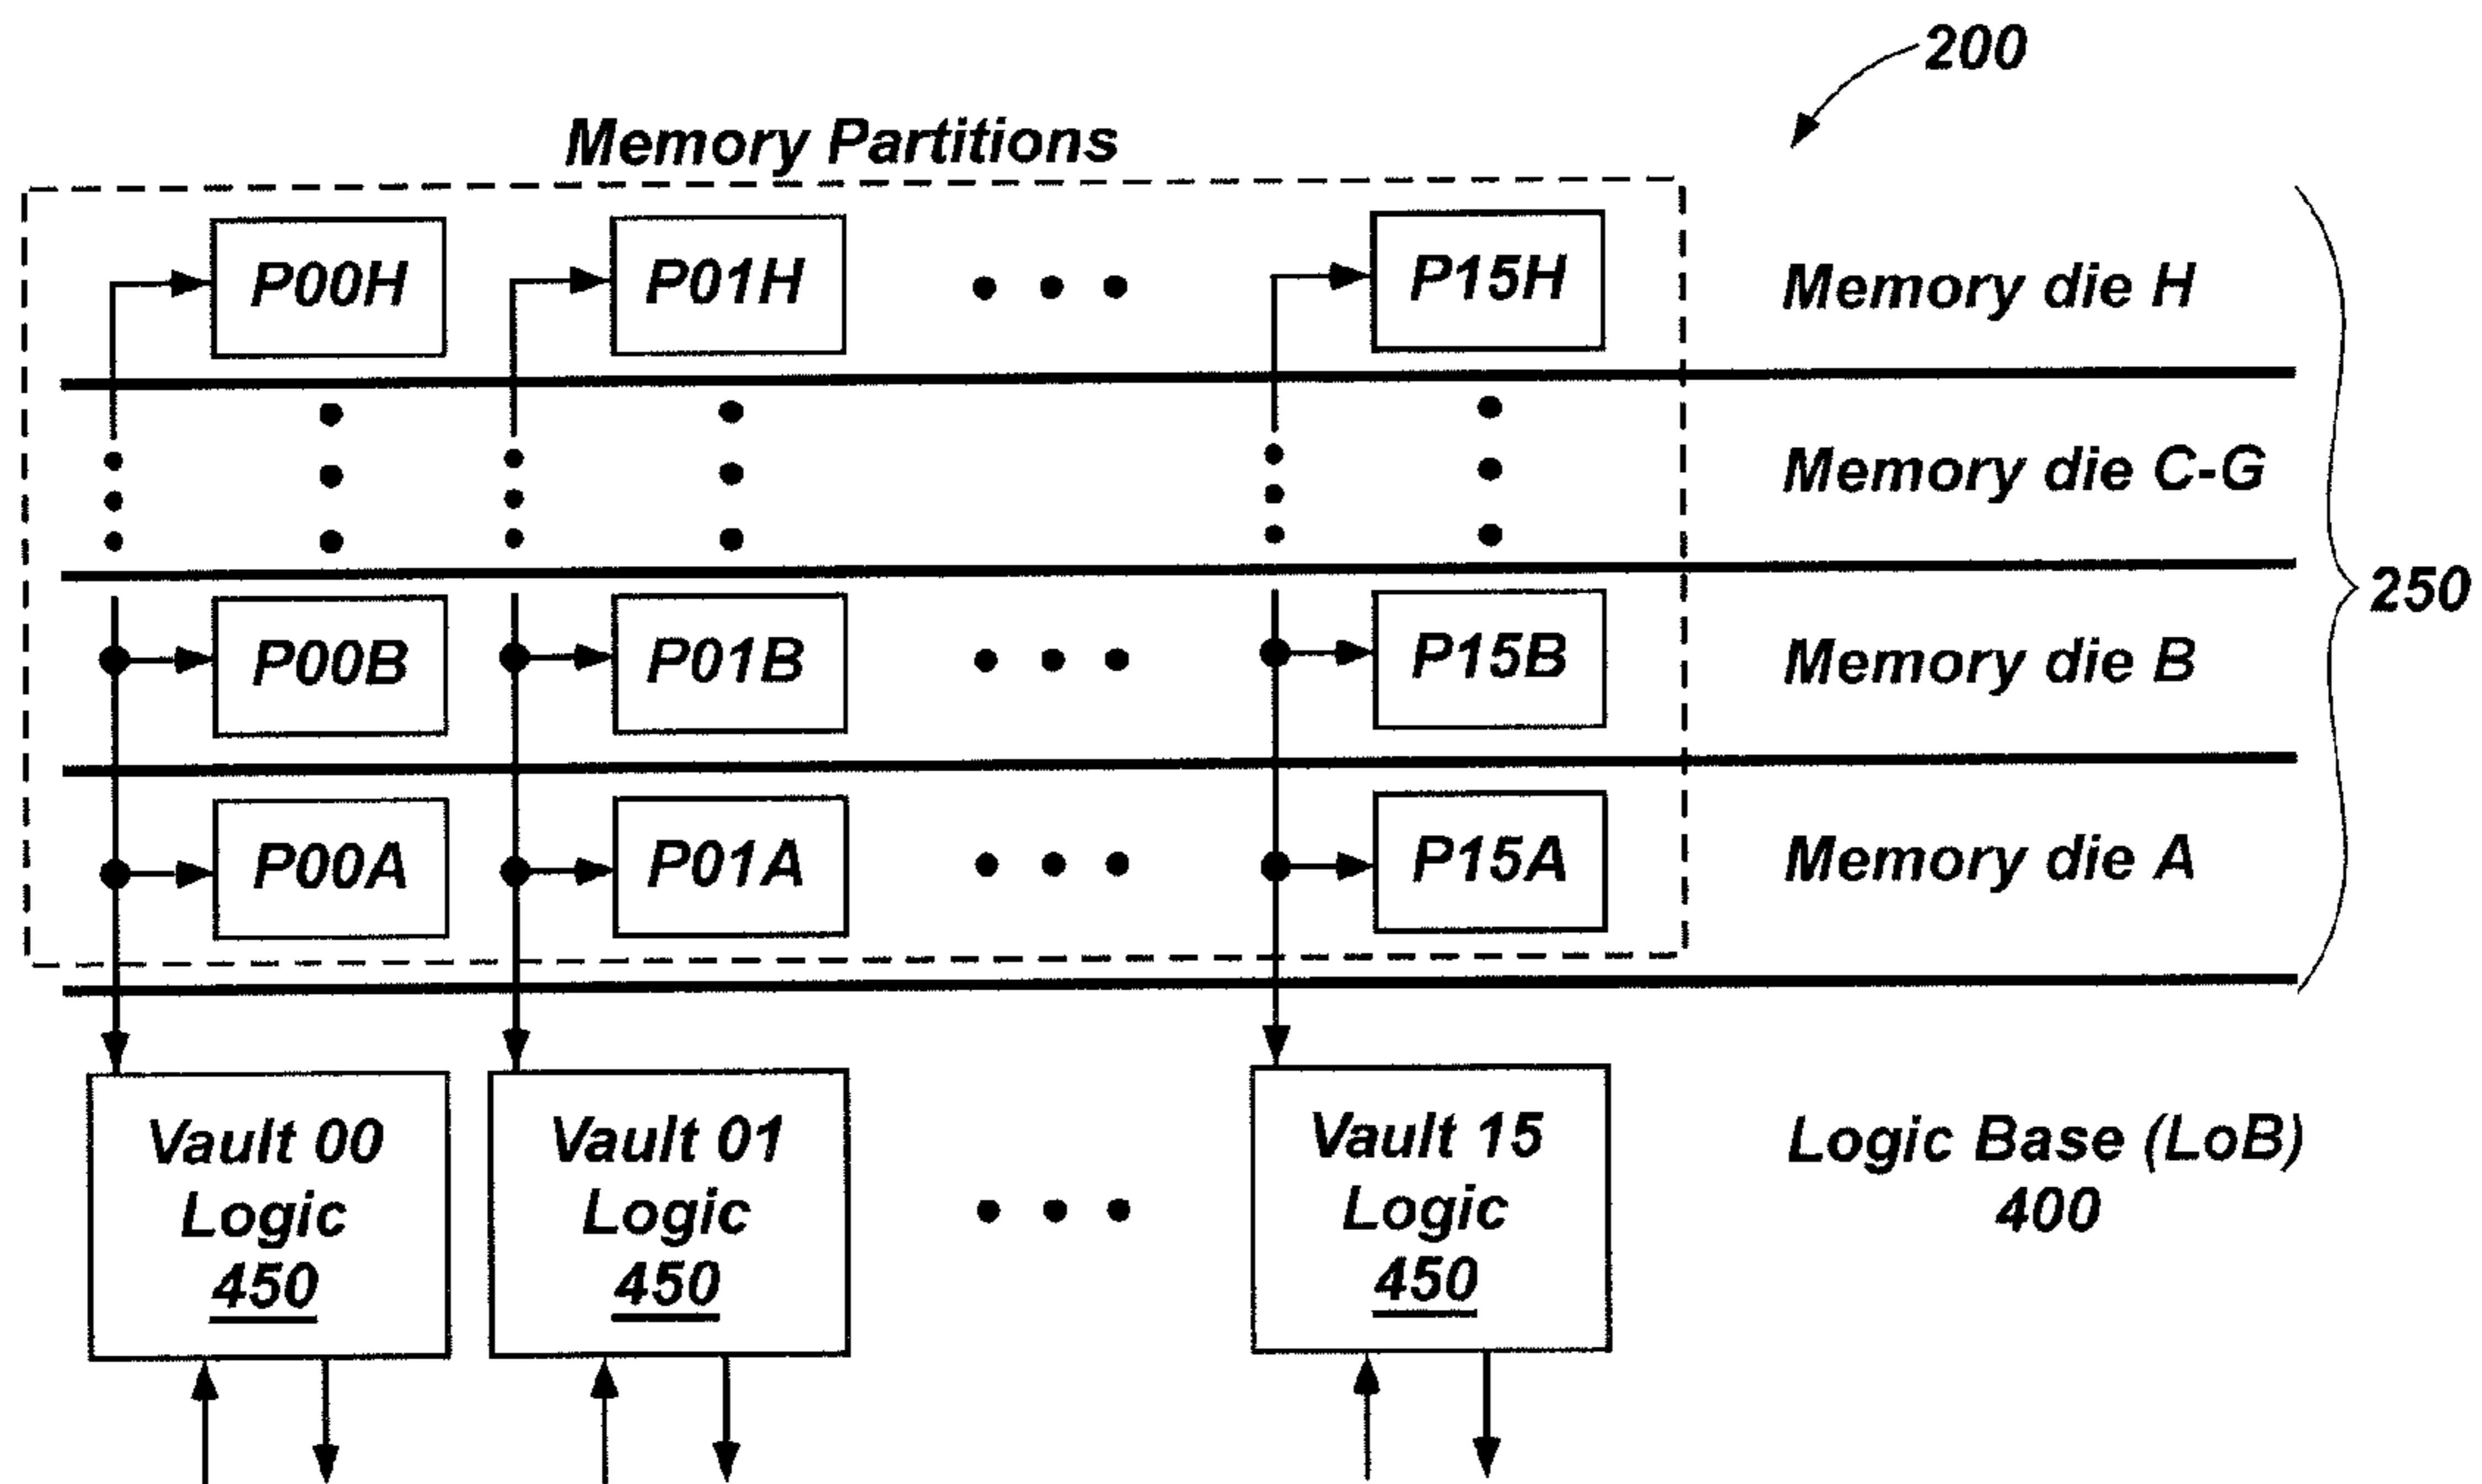 200
Memory Partitions
P00H P01H P15H Memory die H
Memory die C-G
250
P00B P01B P15B Memory die B
P00A P01A P15A Memory die A
Vault 00 Vault 01 Vault 15 Logic Base (LoB)
Logic Logic Logic 400
450 450 450